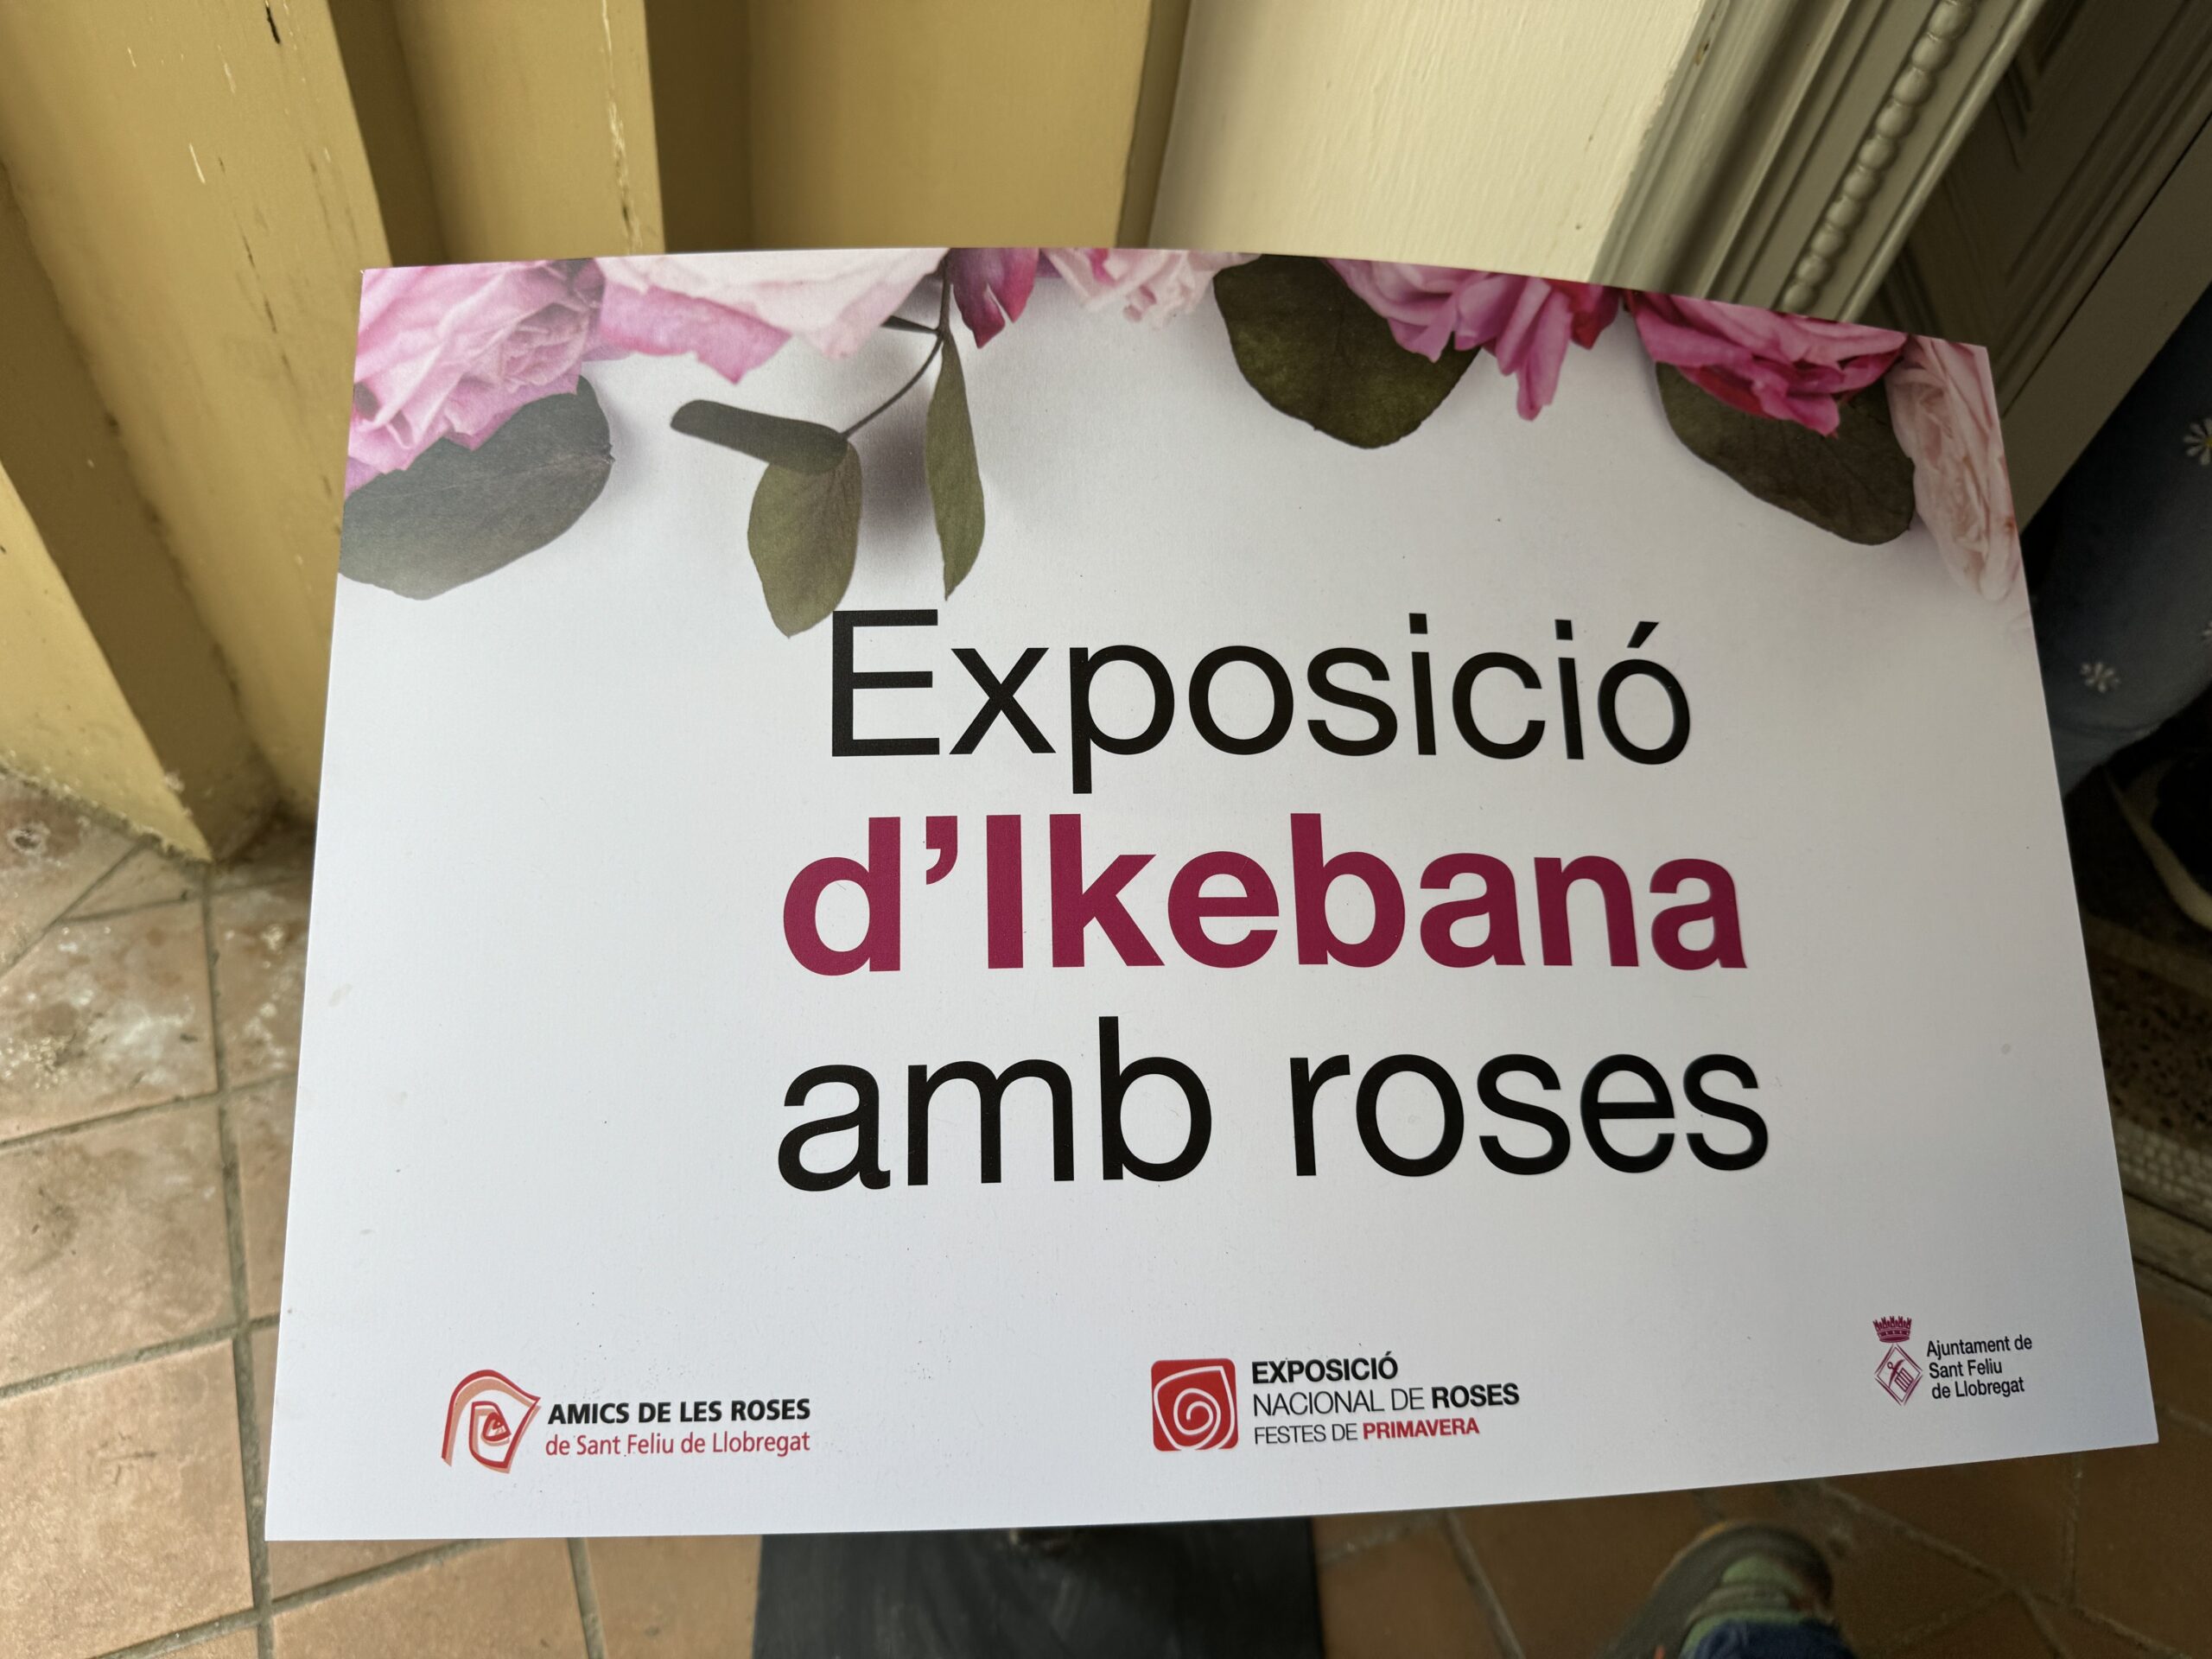 Exposició
d’Ikebana
amb roses
AMICS DE LES ROSES
de Sant Feliu de Llobregat
EXPOSICIÓ
NACIONAL DE ROSES
FESTES DE PRIMAVERA
Ajuntament de
Sant Feliu
de Llobregat